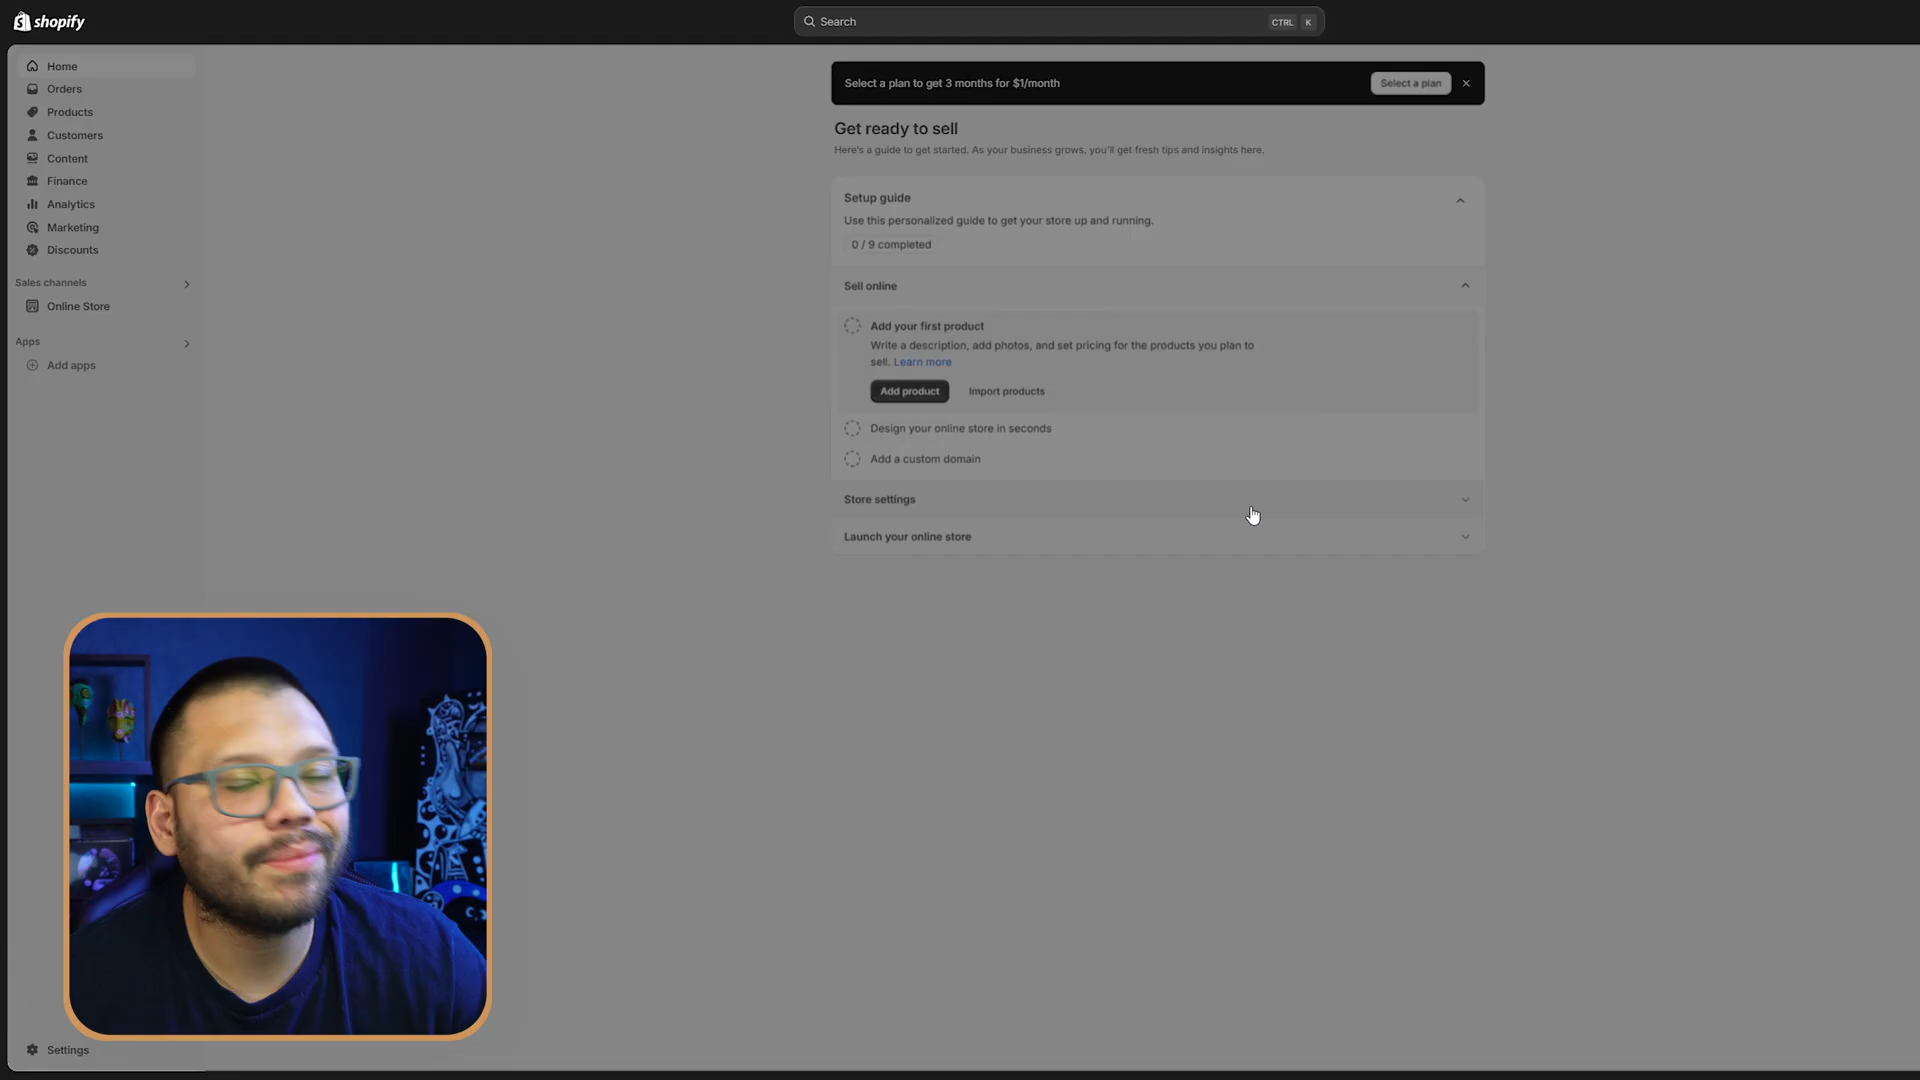 shopify
Search
CTRL K
Home
Orders
Products
Customers
Content
Finance
Analytics
Marketing
Discounts
Sales channels
Online Store
Apps
Add apps
Settings
Select a plan to get 3 months for $1/month
Select a plan
Get ready to sell
Here's a guide to get started. As your business grows, you'll get fresh tips and insights here.
Setup guide
Use this personalized guide to get your store up and running.
0 / 9 completed
Sell online
Add your first product
Write a description, add photos, and set pricing for the products you plan to
sell. Learn more
Add product Import products
Design your online store in seconds
Add a custom domain
Store settings
Launch your online store